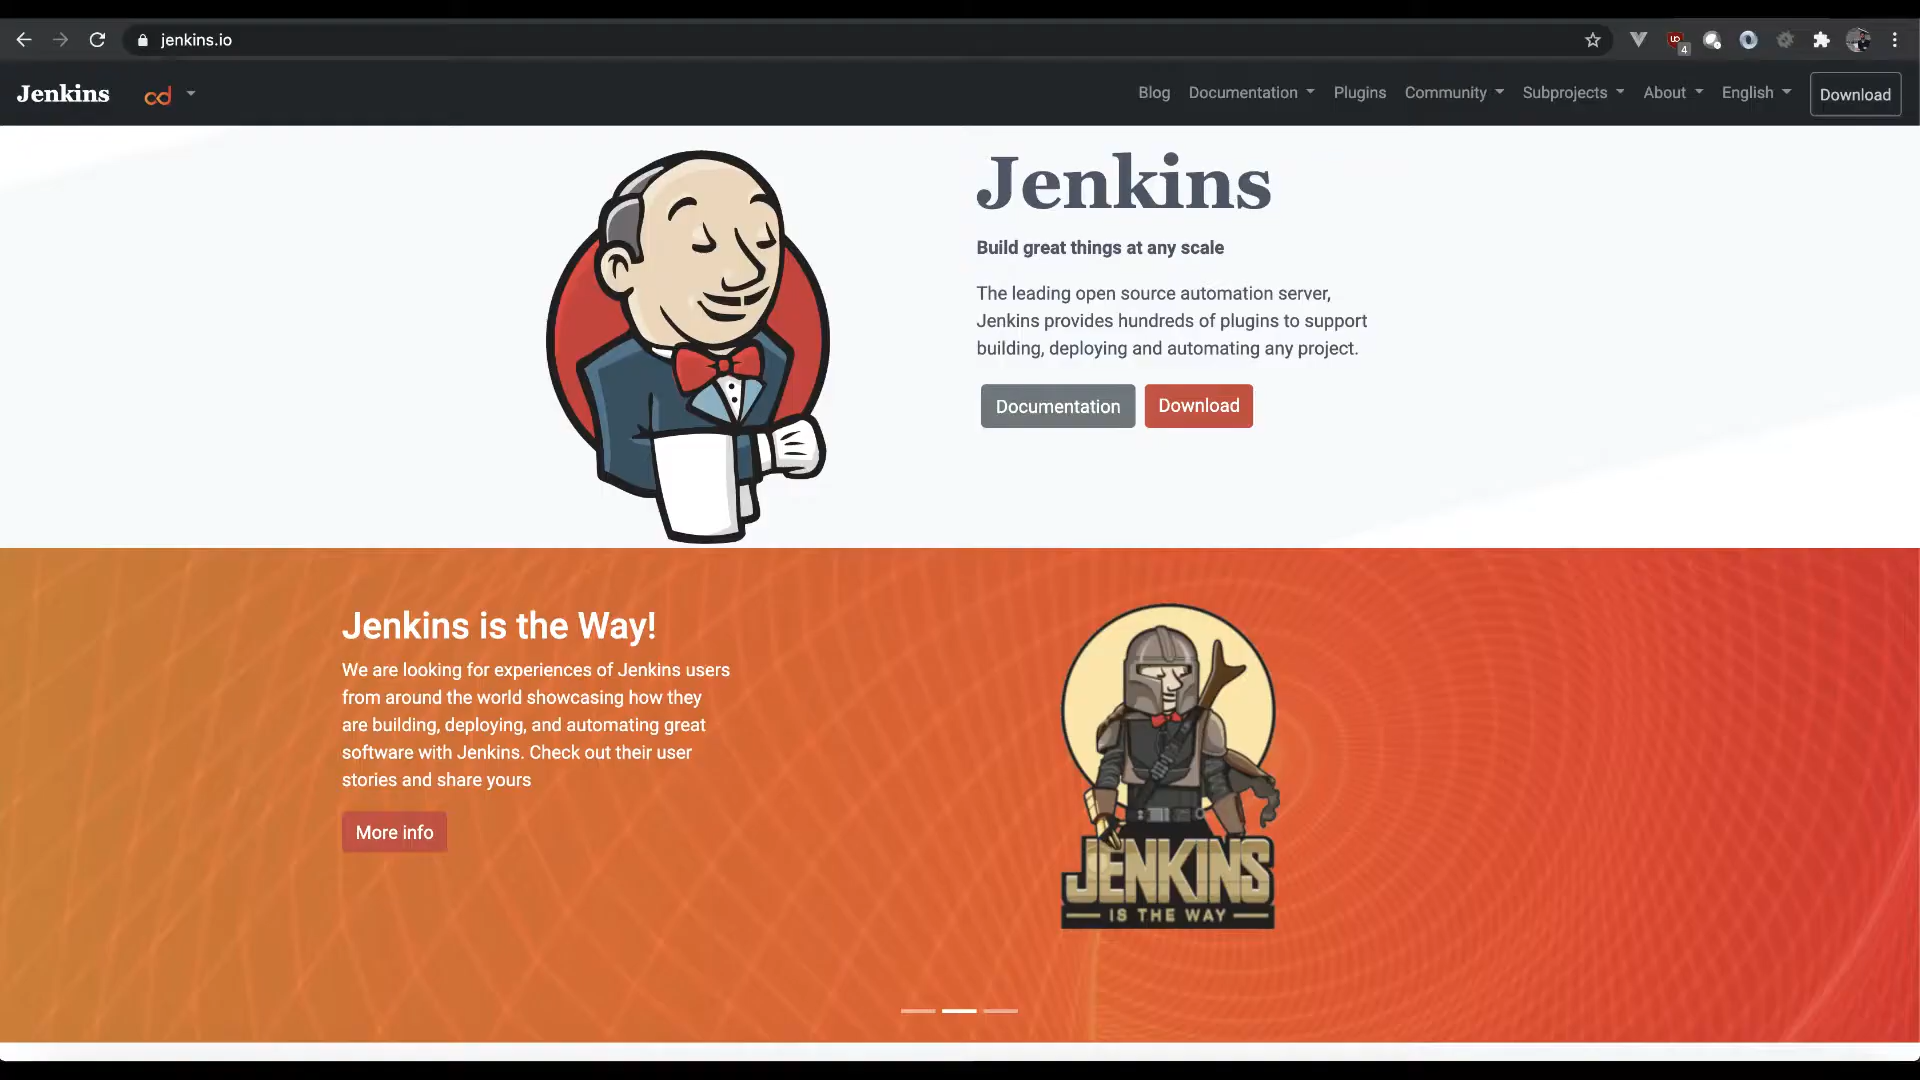 jenkins.io
4
Jenkins
cd
Blog
Documentation
Plugins
Community
Subprojects
About
English
Download
Jenkins
Build great things at any scale
The leading open source automation server,
Jenkins provides hundreds of plugins to support
building, deploying and automating any project.
Documentation
Download
Jenkins is the Way!
We are looking for experiences of Jenkins users
from around the world showcasing how they
are building, deploying, and automating great
software with Jenkins. Check out their user
stories and share yours
More info
JENKINS
IS THE WAY